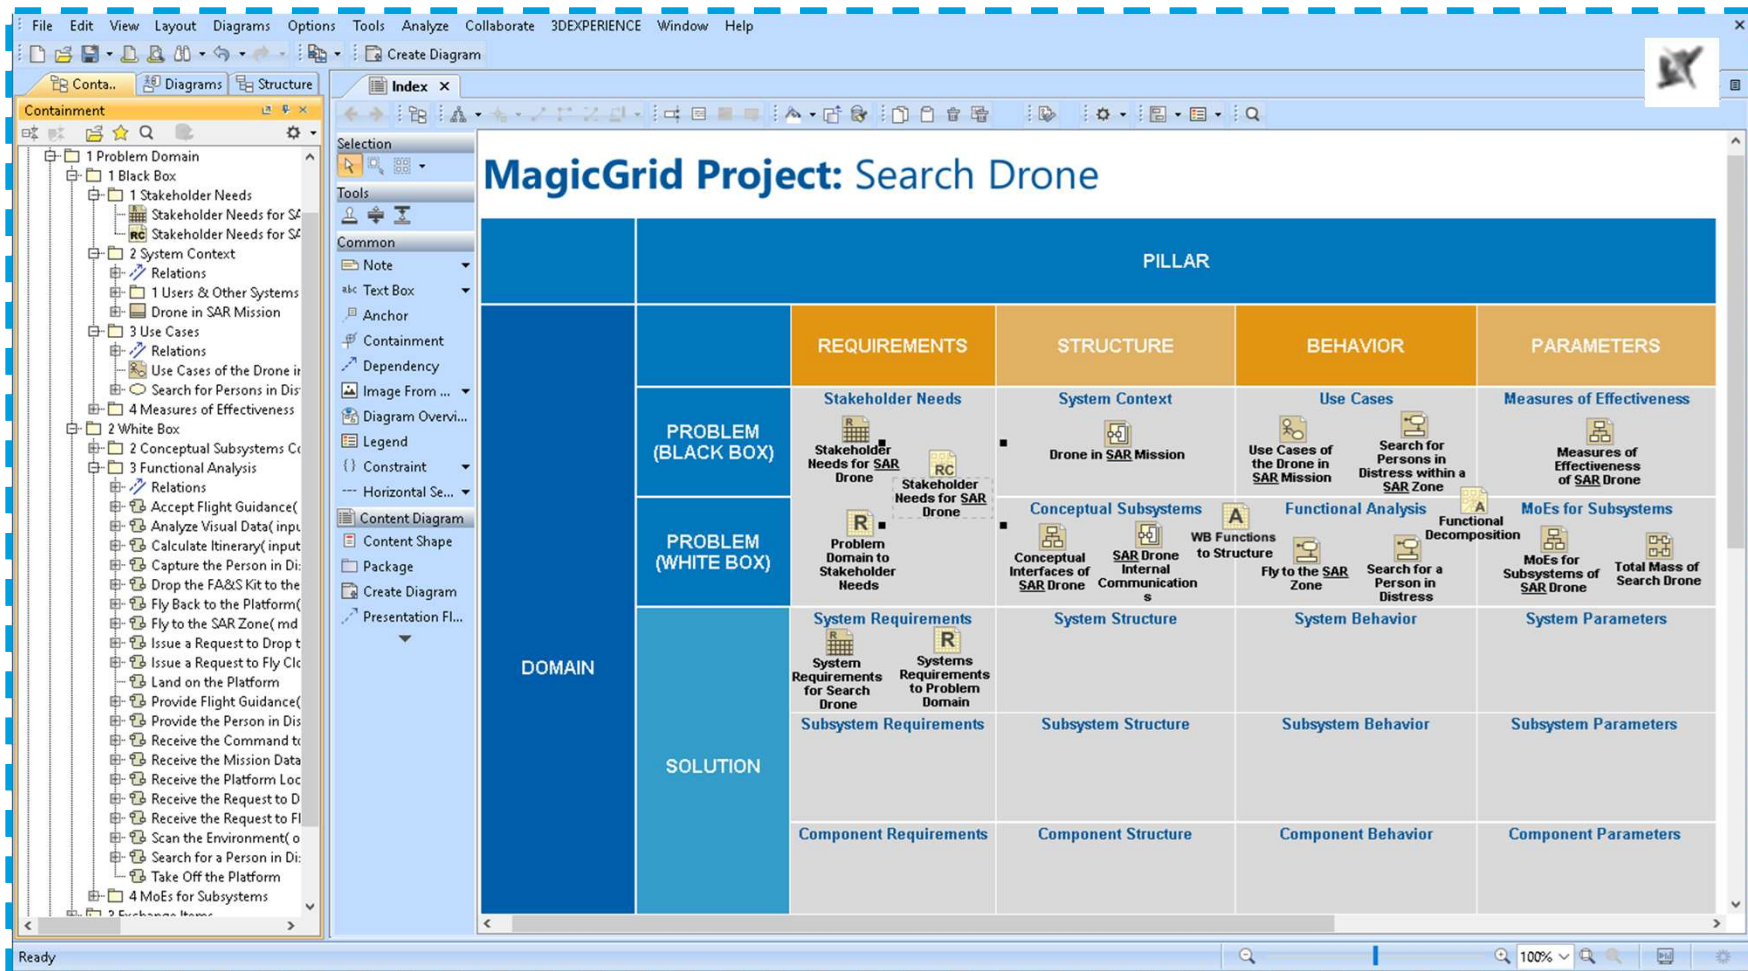 File Edit View Layout Diagrams Options Tools Analyze Collaborate 3DEXPERIENCE Window Help
Create Diagram
Conta.. Diagrams Structure
Containment
1 Problem Domain
1 Black Box
1 Stakeholder Needs
Stakeholder Needs for SA
RC Stakeholder Needs for SA
2 System Context
Relations
1 Users & Other Systems
Drone in SAR Mission
3 Use Cases
Relations
Use Cases of the Drone in
Search for Persons in Dis
4 Measures of Effectiveness
2 White Box
2 Conceptual Subsystems Co
3 Functional Analysis
Relations
Accept Flight Guidance(
Analyze Visual Data( inpu
Calculate Itinerary( input
Capture the Person in Di
Drop the FA&S Kit to the
Fly Back to the Platform(
Fly to the SAR Zone( md
Issue a Request to Drop t
Issue a Request to Fly Clo
Land on the Platform
Provide Flight Guidance(
Provide the Person in Dis
Receive the Command to
Receive the Mission Data
Receive the Platform Loc
Receive the Request to D
Receive the Request to Fl
Scan the Environment( o
Search for a Person in Di
Take Off the Platform
4 MoEs for Subsystems
3 Exchange Items
Index
Selection
Tools
Common
Note
abc Text Box
Anchor
Containment
Dependency
Image From ...
Diagram Overvi...
Legend
{} Constraint
Horizontal Se...
Content Diagram
Content Shape
Package
Create Diagram
Presentation Fl...
MagicGrid Project: Search Drone
PILLAR
REQUIREMENTS STRUCTURE BEHAVIOR PARAMETERS
DOMAIN
PROBLEM
(BLACK BOX)
Stakeholder Needs
R
Stakeholder
Needs for SAR
Drone
RC
Stakeholder
Needs for SAR
Drone
System Context
Drone in SAR Mission
Use Cases
Use Cases of
the Drone in
SAR Mission
Search for
Persons in
Distress within a
SAR Zone
Measures of Effectiveness
Measures of
Effectiveness
of SAR Drone
PROBLEM
(WHITE BOX)
R
Problem
Domain to
Stakeholder
Needs
Conceptual Subsystems
Conceptual
Interfaces of
SAR Drone
SAR Drone
Internal
Communication
s
A
WB Functions
to Structure
Functional Analysis
Fly to the SAR
Zone
Search for a
Person in
Distress
A
Functional
Decomposition
MoEs for Subsystems
MoEs for
Subsystems of
SAR Drone
Total Mass of
Search Drone
SOLUTION
System Requirements
R
System
Requirements
for Search
Drone
R
Systems
Requirements
to Problem
Domain
System Structure
System Behavior
System Parameters
Subsystem Requirements Subsystem Structure Subsystem Behavior Subsystem Parameters
Component Requirements Component Structure Component Behavior Component Parameters
Ready
100%